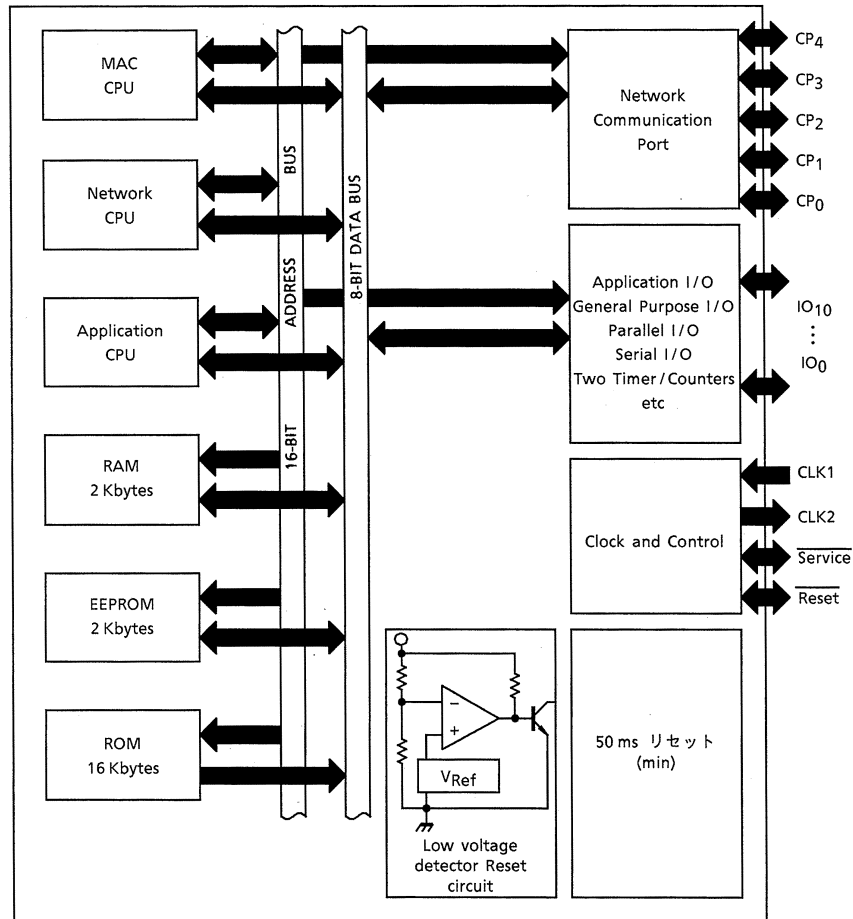 MAC
CPU
Network
CPU
Application
CPU
RAM
2 Kbytes
EEPROM
2 Kbytes
ROM
16 Kbytes
16-BIT ADDRESS BUS
8-BIT DATA BUS
Network
Communication
Port
CP4
CP3
CP2
CP1
CP0
Application I/O
General Purpose I/O
Parallel I/O
Serial I/O
Two Timer/Counters
etc
IO10
⋮
IO0
Clock and Control
CLK1
CLK2
Service
Reset
−
+
VRef
Low voltage
detector Reset
circuit
50 ms リセット
(min)